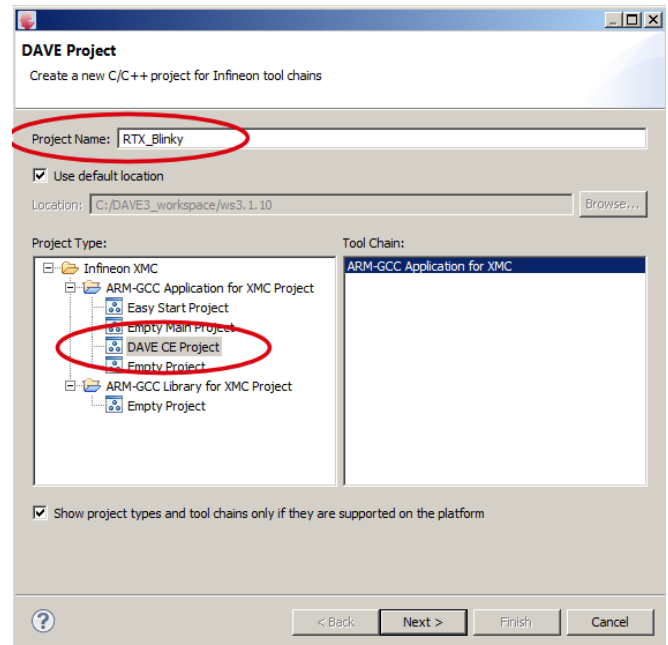 DAVE Project
Create a new C/C++ project for Infineon tool chains
Project Name: RTX_Blinky
Use default location
Location: C:/DAVE3_workspace/ws3.1.10 Browse...
Project Type:
Infineon XMC
ARM-GCC Application for XMC Project
Easy Start Project
Empty Main Project
DAVE CE Project
Empty Project
ARM-GCC Library for XMC Project
Empty Project
Tool Chain:
ARM-GCC Application for XMC
Show project types and tool chains only if they are supported on the platform
? < Back Next > Finish Cancel